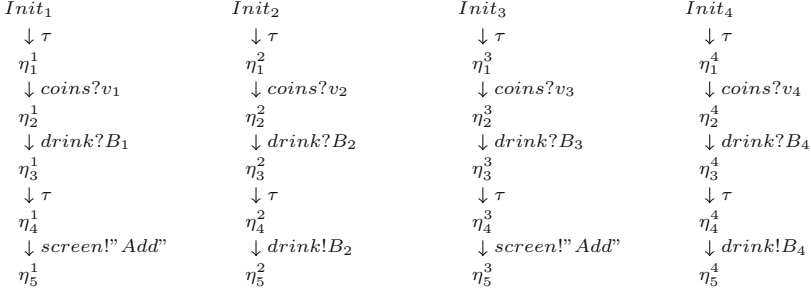 Init₁ Init₂ Init₃ Init₄
↓ τ ↓ τ ↓ τ ↓ τ
η₁¹ η₁² η₁³ η₁⁴
↓ coins?v₁ ↓ coins?v₂ ↓ coins?v₃ ↓ coins?v₄
η₂¹ η₂² η₂³ η₂⁴
↓ drink?B₁ ↓ drink?B₂ ↓ drink?B₃ ↓ drink?B₄
η₃¹ η₃² η₃³ η₃⁴
↓ τ ↓ τ ↓ τ ↓ τ
η₄¹ η₄² η₄³ η₄⁴
↓ screen!”Add” ↓ drink!B₂ ↓ screen!”Add” ↓ drink!B₄
η₅¹ η₅² η₅³ η₅⁴